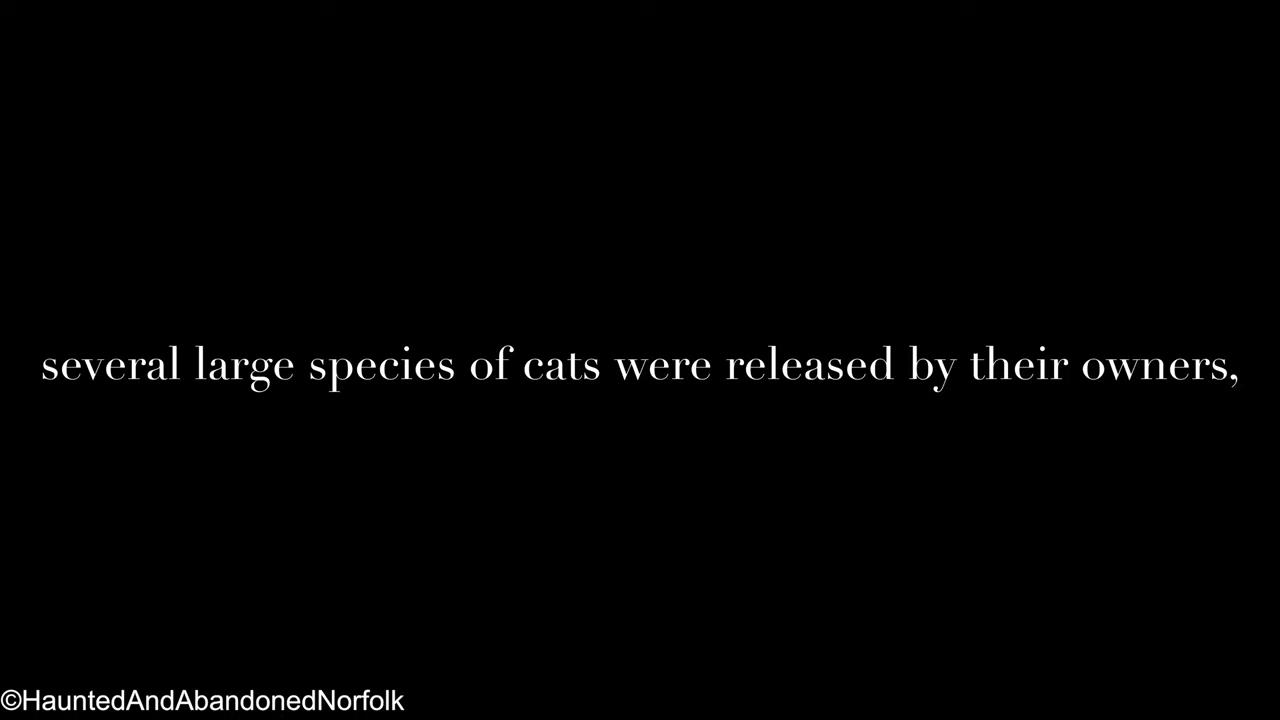 several large species of cats were released by their owners,
©HauntedAndAbandonedNorfolk